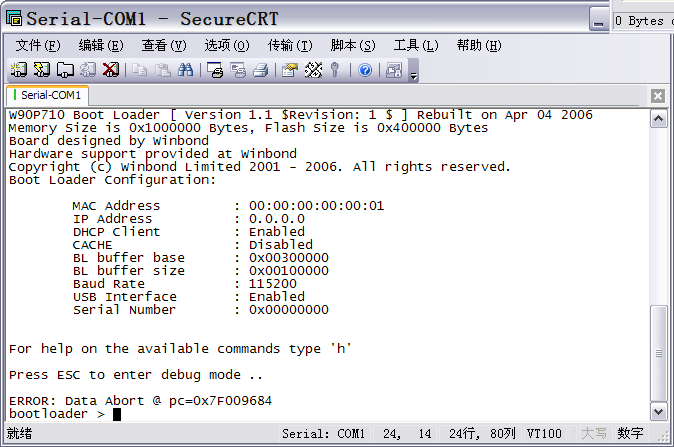 Serial-COM1 - SecureCRT
0 Bytes
文件(F) 编辑(E) 查看(V) 选项(O) 传输(T) 脚本(S) 工具(L) 帮助(H)
Serial-COM1
W90P710 Boot Loader [ Version 1.1 $Revision: 1 $ ] Rebuilt on Apr 04 2006
Memory Size is 0x1000000 Bytes, Flash Size is 0x400000 Bytes
Board designed by Winbond
Hardware support provided at Winbond
Copyright (c) Winbond Limited 2001 - 2006. All rights reserved.
Boot Loader Configuration:
MAC Address : 00:00:00:00:00:01
IP Address : 0.0.0.0
DHCP Client : Enabled
CACHE : Disabled
BL buffer base : 0x00300000
BL buffer size : 0x00100000
Baud Rate : 115200
USB Interface : Enabled
Serial Number : 0x00000000
For help on the available commands type 'h'
Press ESC to enter debug mode ..
ERROR: Data Abort @ pc=0x7F009684
bootloader >
就绪 Serial: COM1 24, 14 24行, 80列 VT100 大写 数字